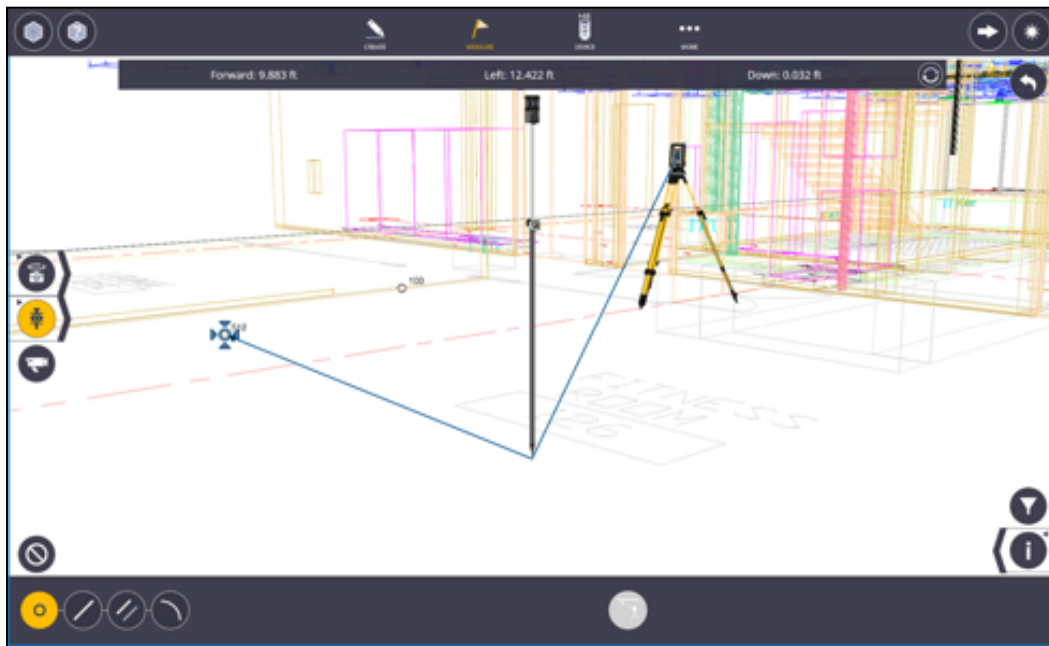 CREATE
MEASURE
DEVICE
MORE
Forward: 9.883 ft Left: 12.422 ft Down: 0.032 ft
100
FITNESS
ROOM
126